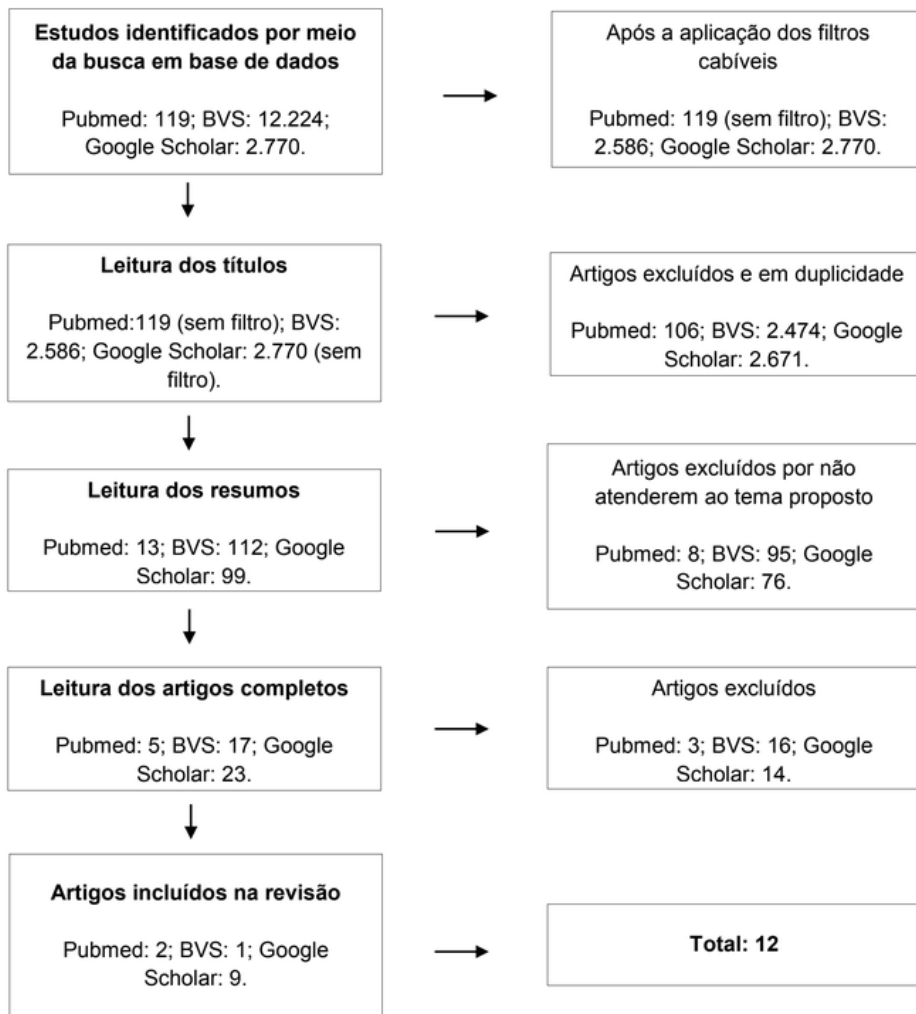 Estudos identificados por meio
da busca em base de dados
Pubmed: 119; BVS: 12.224;
Google Scholar: 2.770.
Após a aplicação dos filtros
cabíveis
Pubmed: 119 (sem filtro); BVS:
2.586; Google Scholar: 2.770.
Leitura dos títulos
Pubmed:119 (sem filtro); BVS:
2.586; Google Scholar: 2.770 (sem
filtro).
Artigos excluídos e em duplicidade
Pubmed: 106; BVS: 2.474; Google
Scholar: 2.671.
Leitura dos resumos
Pubmed: 13; BVS: 112; Google
Scholar: 99.
Artigos excluídos por não
atenderem ao tema proposto
Pubmed: 8; BVS: 95; Google
Scholar: 76.
Leitura dos artigos completos
Pubmed: 5; BVS: 17; Google
Scholar: 23.
Artigos excluídos
Pubmed: 3; BVS: 16; Google
Scholar: 14.
Artigos incluídos na revisão
Pubmed: 2; BVS: 1; Google
Scholar: 9.
Total: 12